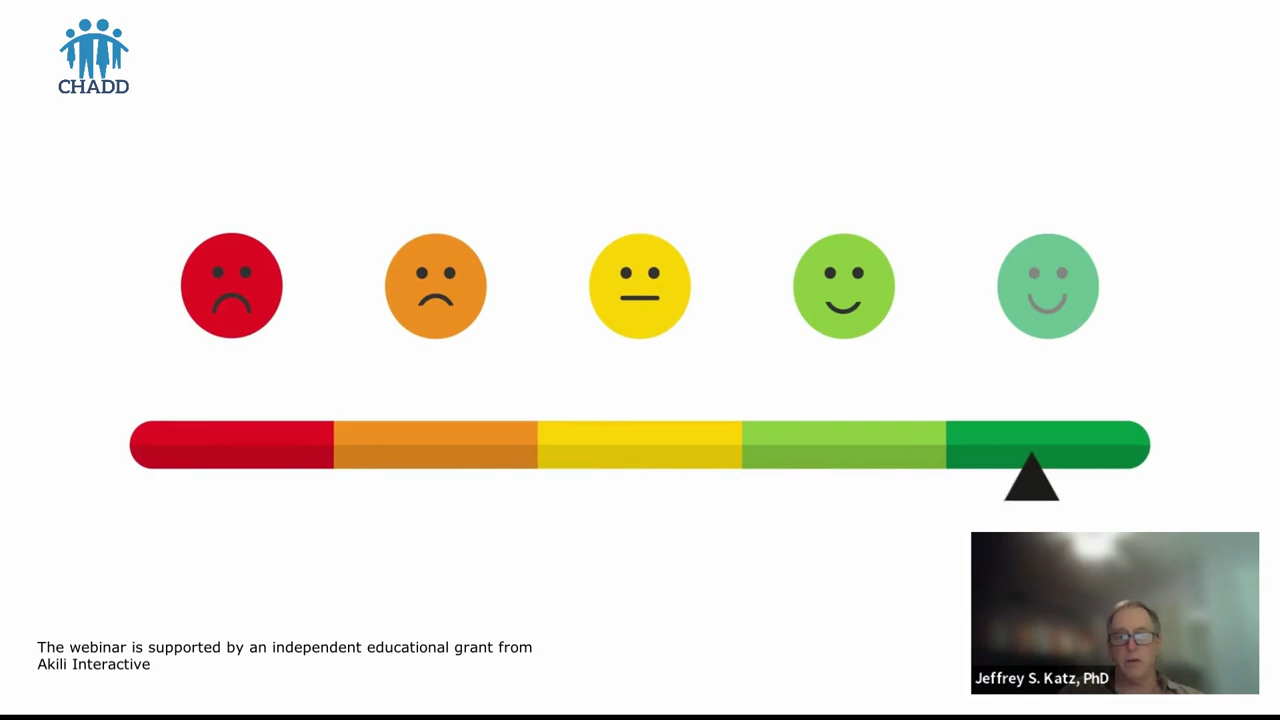 CHADD
The webinar is supported by an independent educational grant from
Akili Interactive
Jeffrey S. Katz, PhD